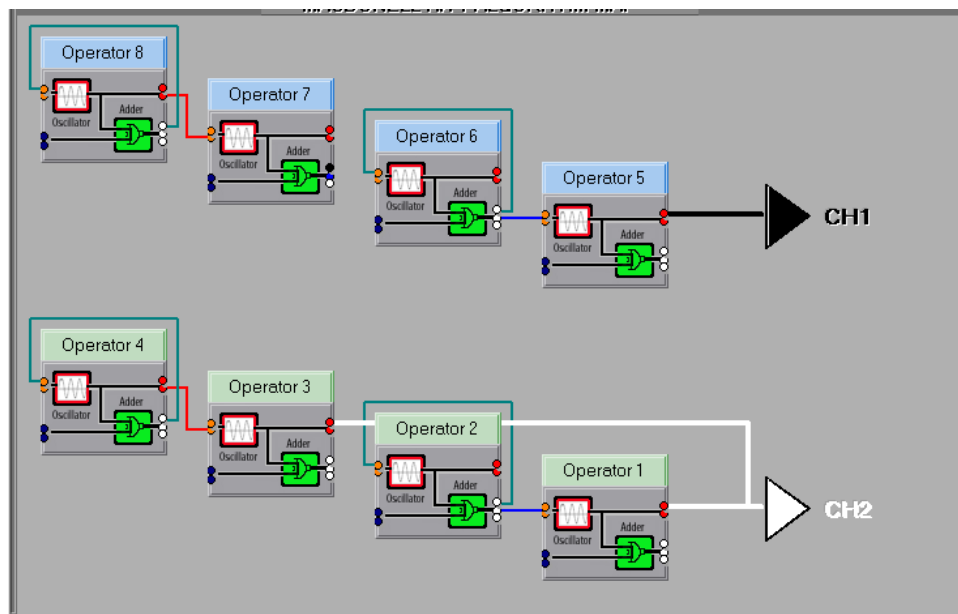 Operator 8
Oscillator
Adder
Operator 7
Oscillator
Adder
Operator 6
Oscillator
Adder
Operator 5
Oscillator
Adder
CH1
Operator 4
Oscillator
Adder
Operator 3
Oscillator
Adder
Operator 2
Oscillator
Adder
Operator 1
Oscillator
Adder
CH2